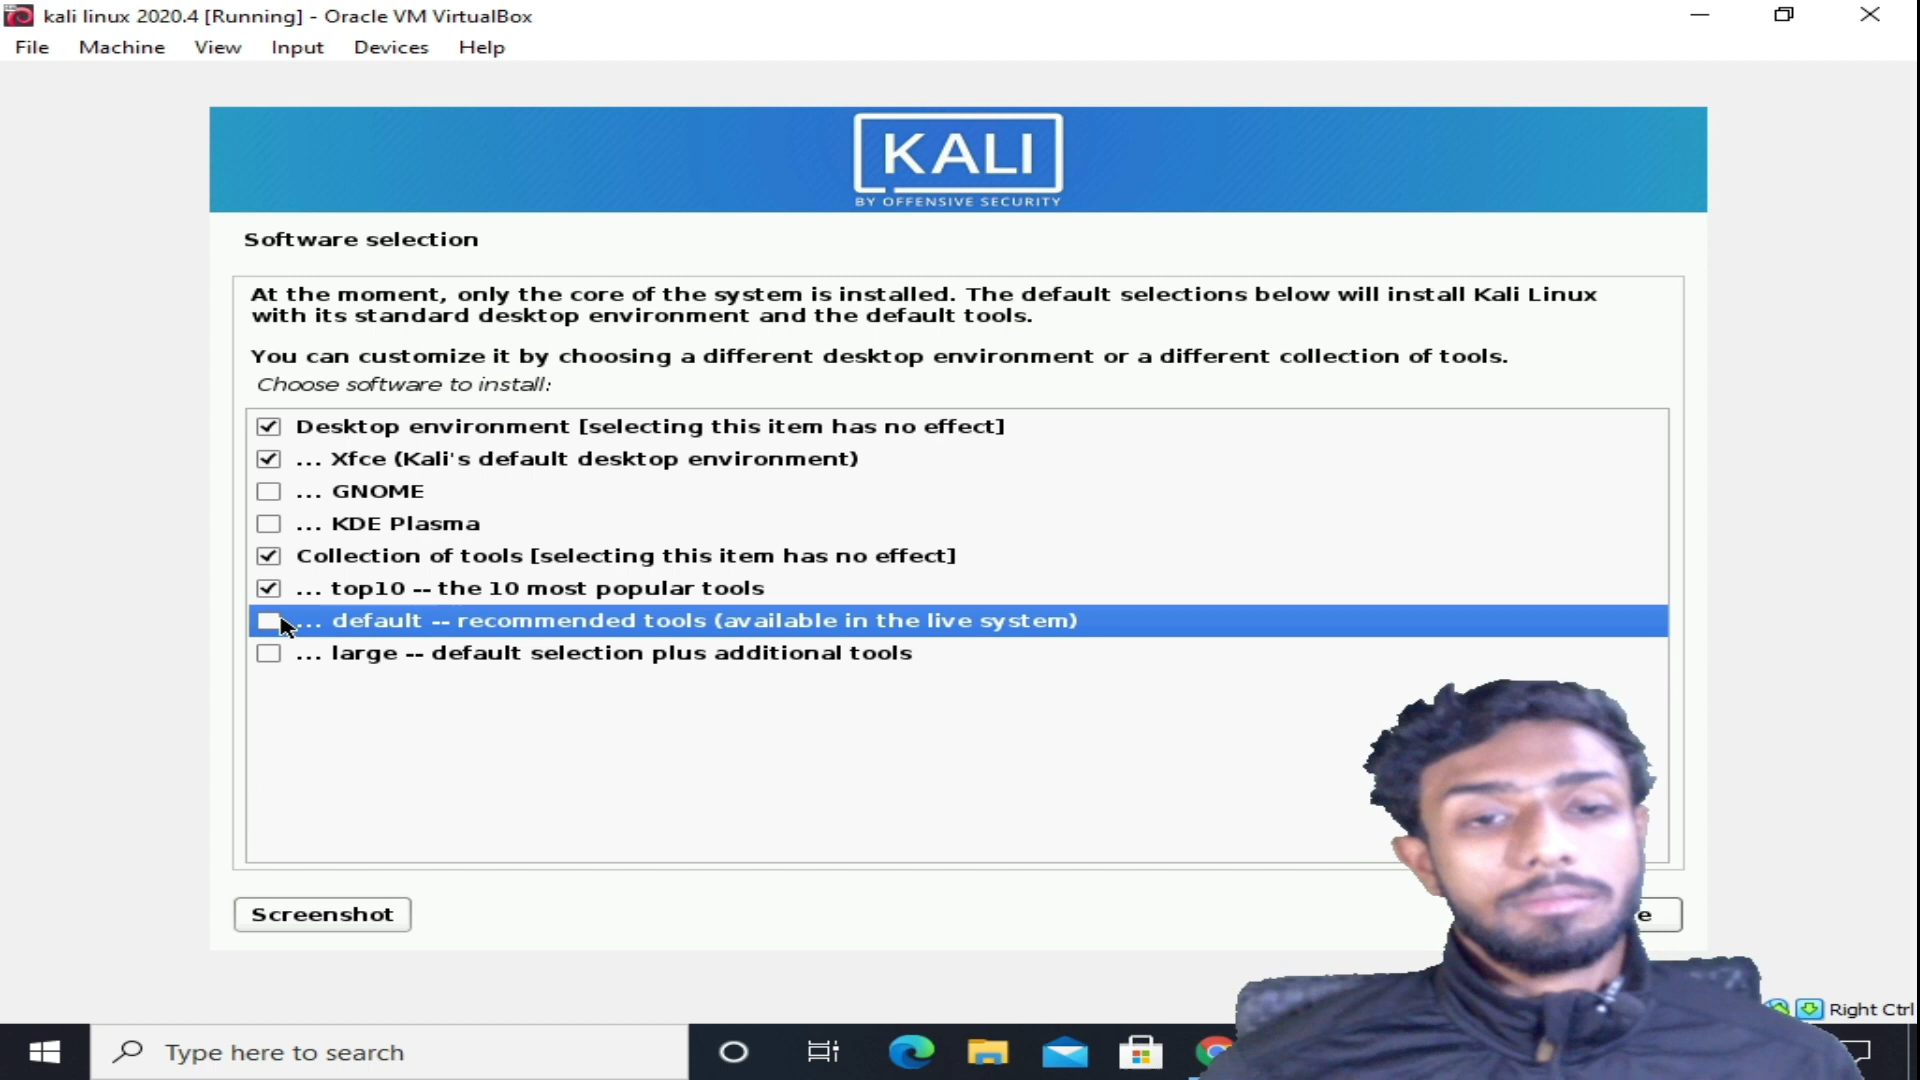 kali linux 2020.4 [Running] - Oracle VM VirtualBox
File Machine View Input Devices Help
KALI
BY OFFENSIVE SECURITY
Software selection
At the moment, only the core of the system is installed. The default selections below will install Kali Linux
with its standard desktop environment and the default tools.
You can customize it by choosing a different desktop environment or a different collection of tools.
Choose software to install:
Desktop environment [selecting this item has no effect]
... Xfce (Kali's default desktop environment)
... GNOME
... KDE Plasma
Collection of tools [selecting this item has no effect]
... top10 -- the 10 most popular tools
... default -- recommended tools (available in the live system)
... large -- default selection plus additional tools
Screenshot
Right Ctrl
Type here to search